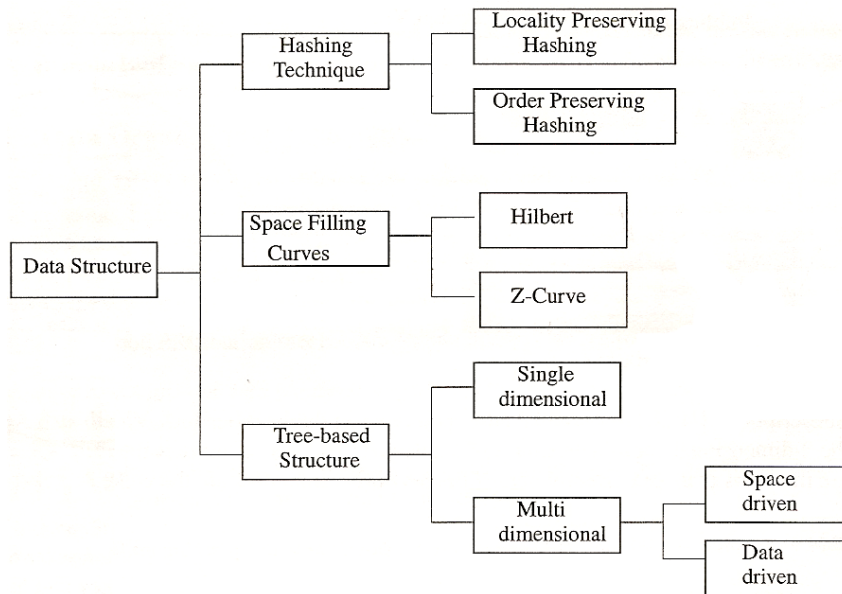 Locality Preserving
Hashing
Hashing
Technique
Order Preserving
Hashing
Space Filling
Curves
Hilbert
Data Structure
Z-Curve
Single
dimensional
Tree-based
Structure
Multi
dimensional
Space
driven
Data
driven